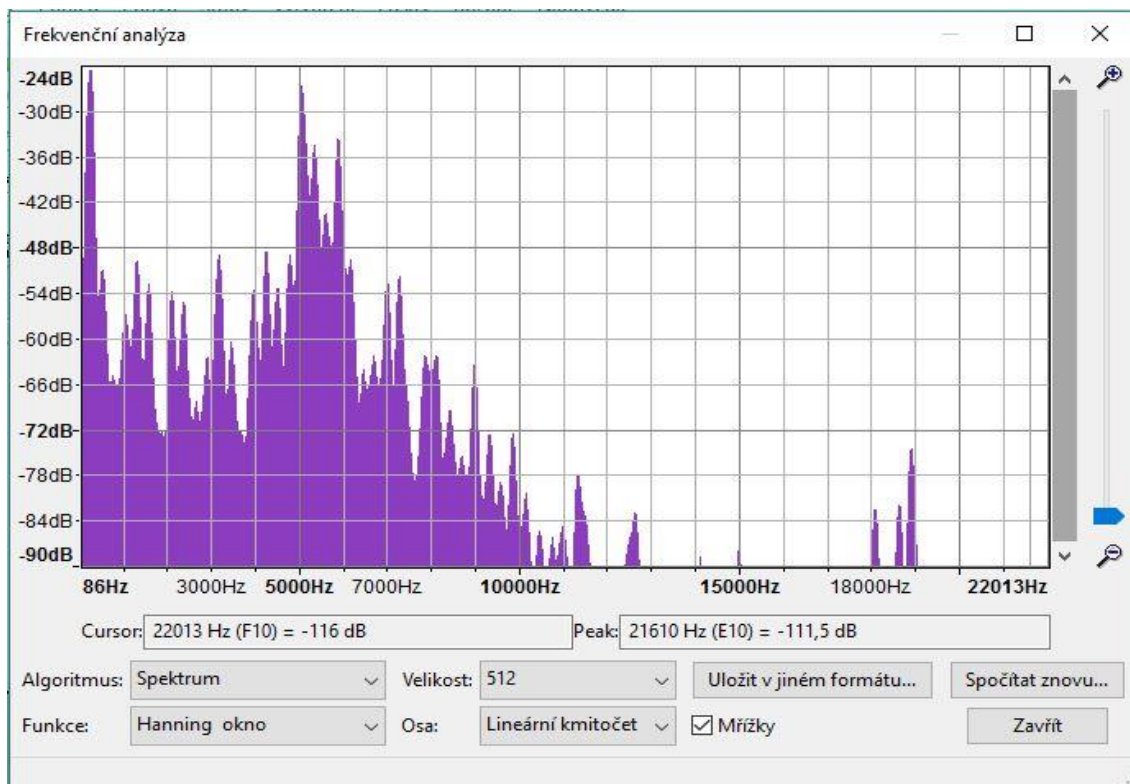 Frekvenční analýza
-24dB
-30dB
-36dB
-42dB
-48dB
-54dB
-60dB
-66dB
-72dB
-78dB
-84dB
-90dB
86Hz 3000Hz 5000Hz 7000Hz 10000Hz 15000Hz 18000Hz 22013Hz
Cursor: 22013 Hz (F10) = -116 dB Peak: 21610 Hz (E10) = -111,5 dB
Algoritmus: Spektrum Velikost: 512 Uložit v jiném formátu... Spočítat znovu...
Funkce: Hanning okno Osa: Lineární kmitočet Mřížky Zavřít